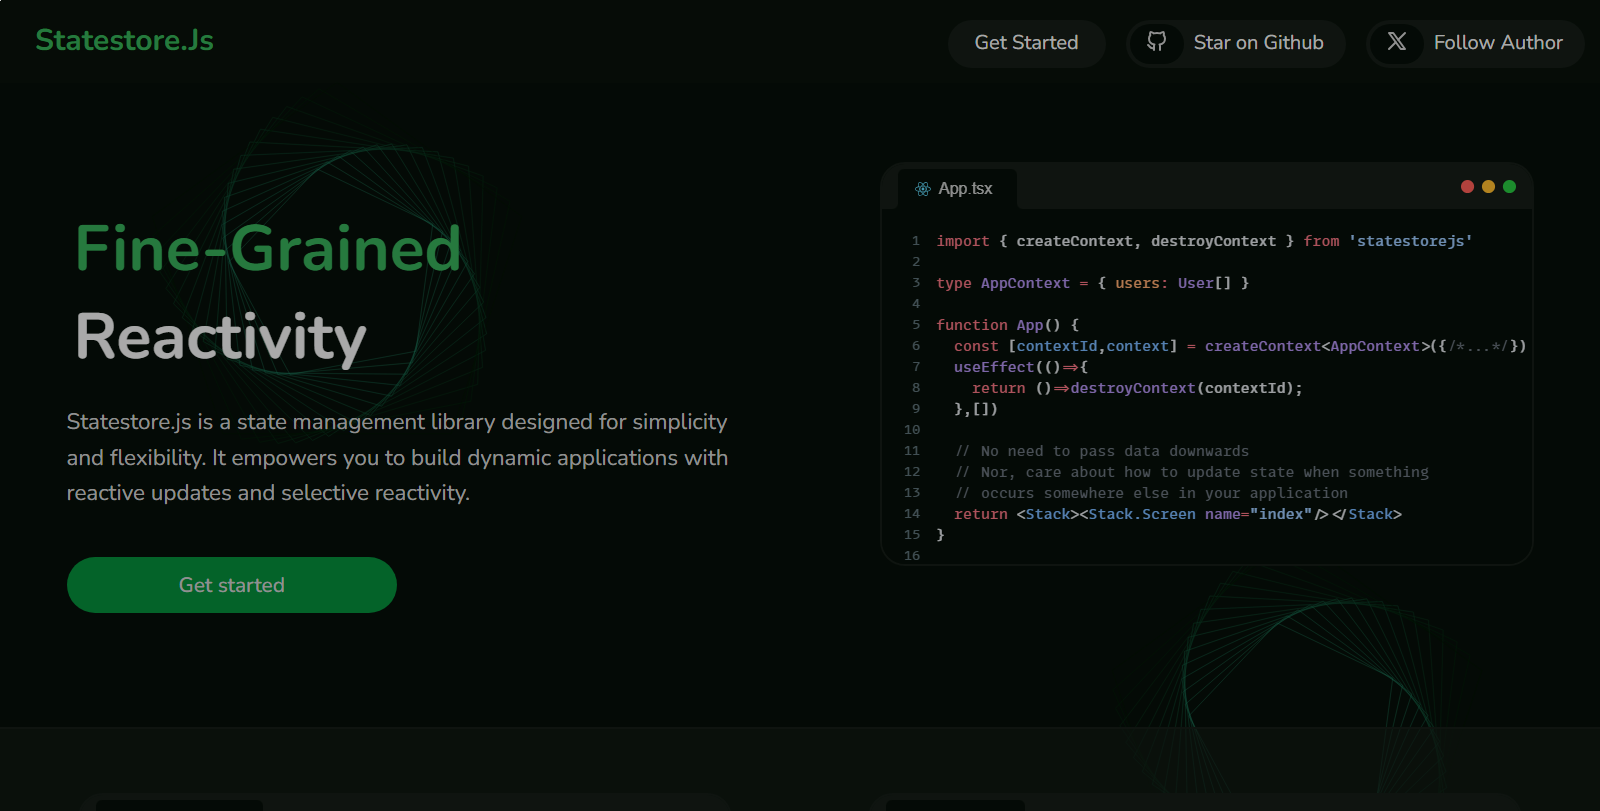 Statestore.Js
Get Started
Star on Github
Follow Author
Fine-Grained
Reactivity
Statestore.js is a state management library designed for simplicity
and flexibility. It empowers you to build dynamic applications with
reactive updates and selective reactivity.
Get started
App.tsx
1 import { createContext, destroyContext } from 'statestorejs'
2
3 type AppContext = { users: User[] }
4
5 function App() {
6   const [contextId,context] = createContext<AppContext>({/*...*/})
7   useEffect(()=>{
8     return ()=>destroyContext(contextId);
9   },[])
10
11   // No need to pass data downwards
12   // Nor, care about how to update state when something
13   // occurs somewhere else in your application
14   return <Stack><Stack.Screen name="index"/></Stack>
15 }
16